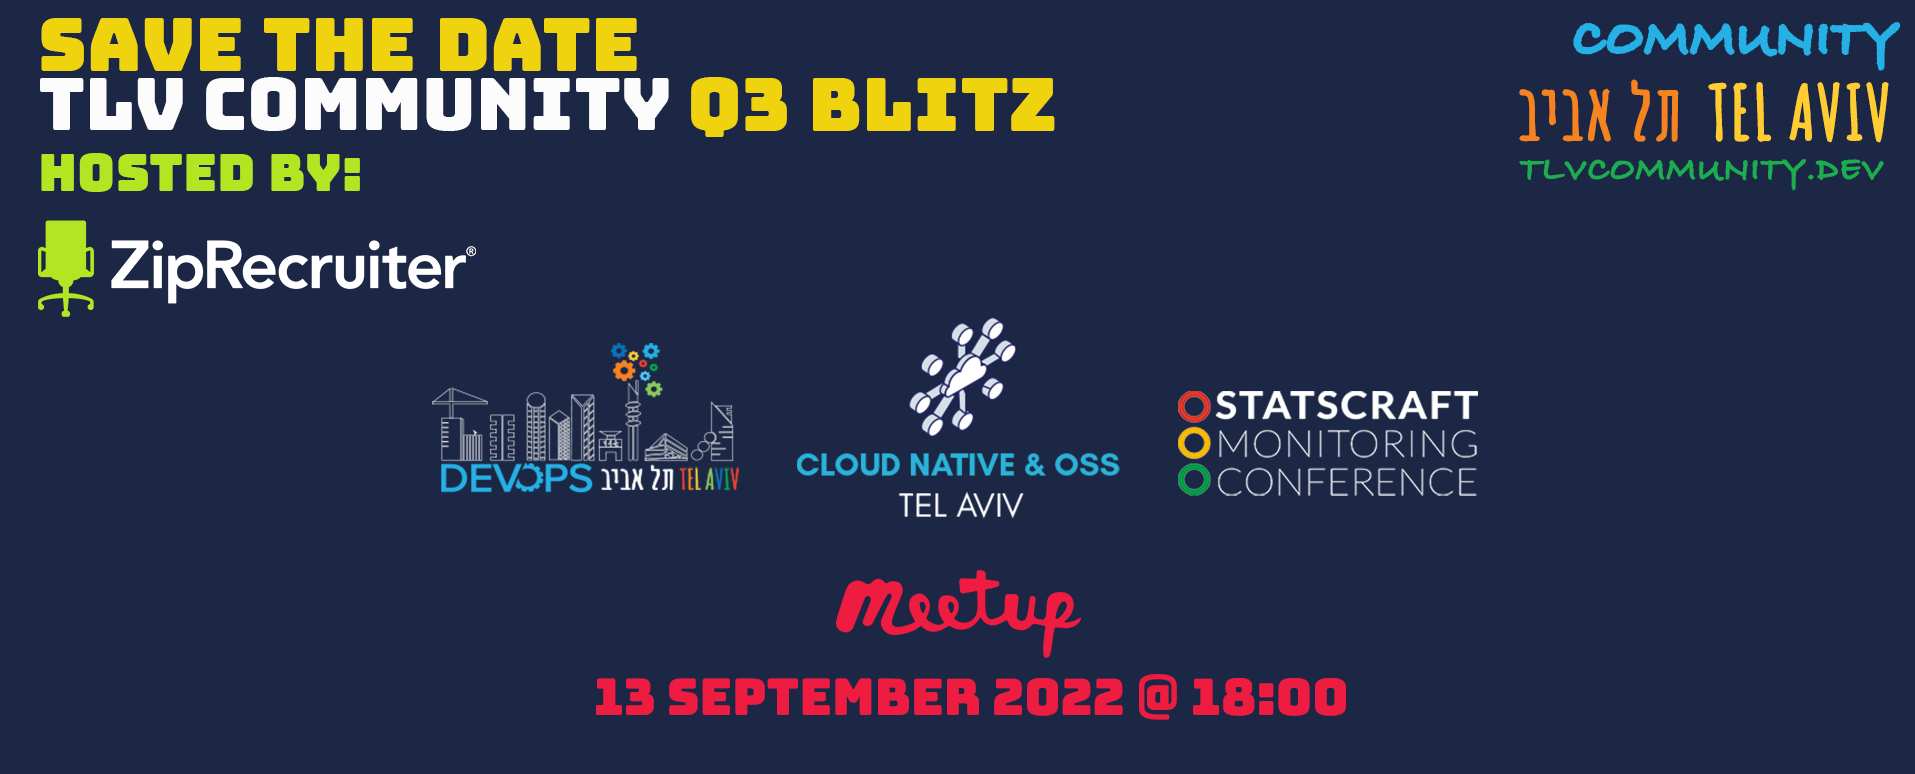 SAVE THE DATE
TLV COMMUNITY Q3 BLITZ
HOSTED BY:
ZipRecruiter®
COMMUNITY
תל אביב TEL AVIV
TLVCOMMUNITY.DEV
DEVOPS תל אביב TEL AVIV
CLOUD NATIVE & OSS
TEL AVIV
STATSCRAFT
MONITORING
CONFERENCE
meetup
13 SEPTEMBER 2022 @ 18:00